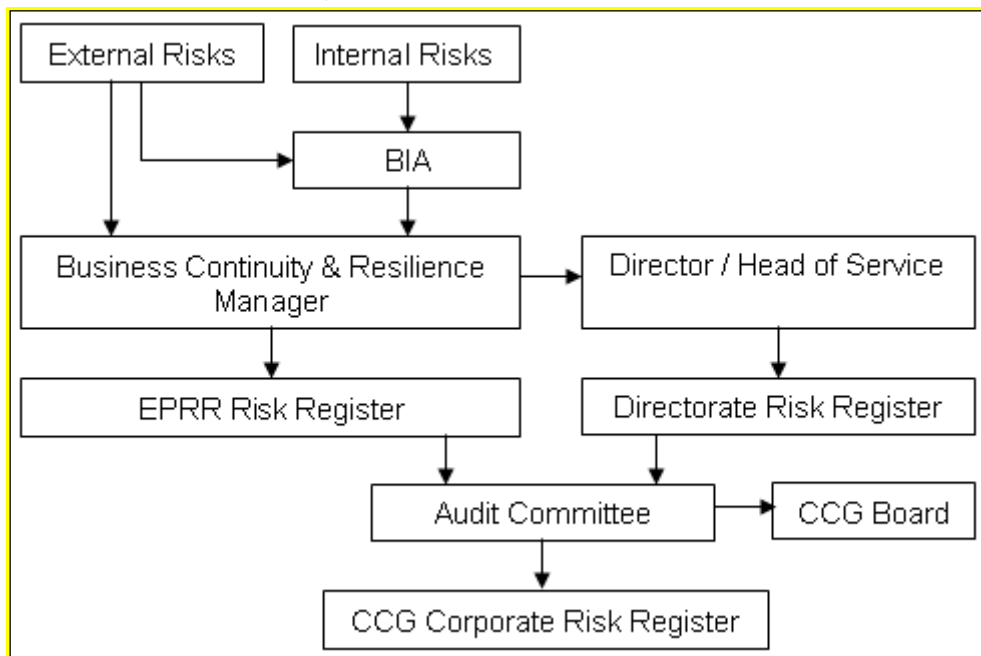 External Risks
Internal Risks
BIA
Business Continuity & Resilience
Manager
Director / Head of Service
EPRR Risk Register
Directorate Risk Register
Audit Committee
CCG Board
CCG Corporate Risk Register